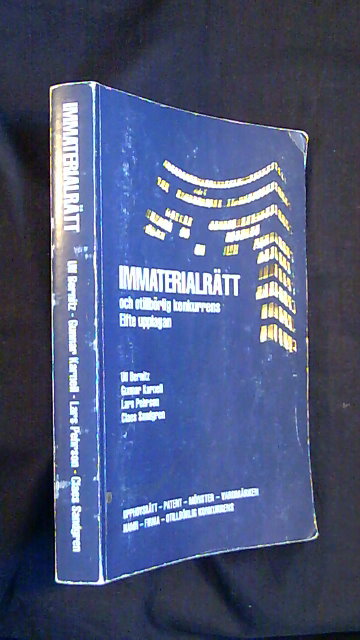 IMMATERIALRÄTT
Ulf Bernitz - Gunnar Karnell - Lars Pehrson - Claes Sandgren
IMMATERIALRÄTT
och otillbörlig konkurrens
Elfte upplagan
Ulf Bernitz
Gunnar Karnell
Lars Pehrson
Claes Sandgren
UPPHOVSRÄTT - PATENT - MÖNSTER - VARUMÄRKEN
NAMN - FIRMA - OTILLBÖRLIG KONKURRENS